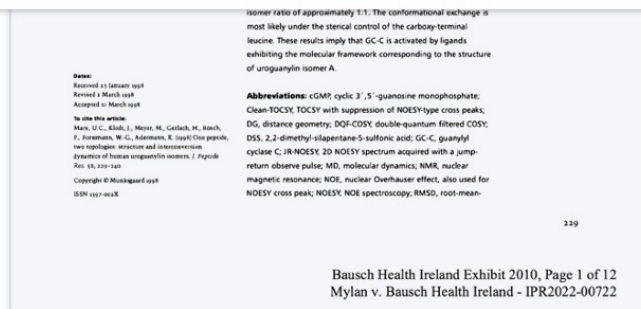 isomer ratio of approximately 1:1. The conformational exchange is
most likely under the sterical control of the carboxy-terminal
leucine. These results imply that GC-C is activated by ligands
exhibiting the molecular framework corresponding to the structure
of uroguanylin isomer A.
Dates:
Received 23 January 1998
Revised 2 March 1998
Accepted 11 March 1998
To cite this article:
Marx, U.C., Klodt, J., Meyer, M., Gerlach, H., Rösch,
P., Forssmann, W-G., Adermann, K. (1998) One peptide,
two topologies: structure and interconversion
dynamics of human uroguanylin isomers. J. Peptide
Res. 52, 229–240.
Copyright © Munksgaard 1998
ISSN 1397-002X
Abbreviations: cGMP, cyclic 3´,5´-guanosine monophosphate;
Clean-TOCSY, TOCSY with suppression of NOESY-type cross peaks;
DG, distance geometry; DQF-COSY, double-quantum filtered COSY;
DSS, 2,2-dimethyl-silapentane-5-sulfonic acid; GC-C, guanylyl
cyclase C; JR-NOESY, 2D NOESY spectrum acquired with a jump-
return observe pulse; MD, molecular dynamics; NMR, nuclear
magnetic resonance; NOE, nuclear Overhauser effect, also used for
NOESY cross peak; NOESY, NOE spectroscopy; RMSD, root-mean-
229
Bausch Health Ireland Exhibit 2010, Page 1 of 12
Mylan v. Bausch Health Ireland - IPR2022-00722